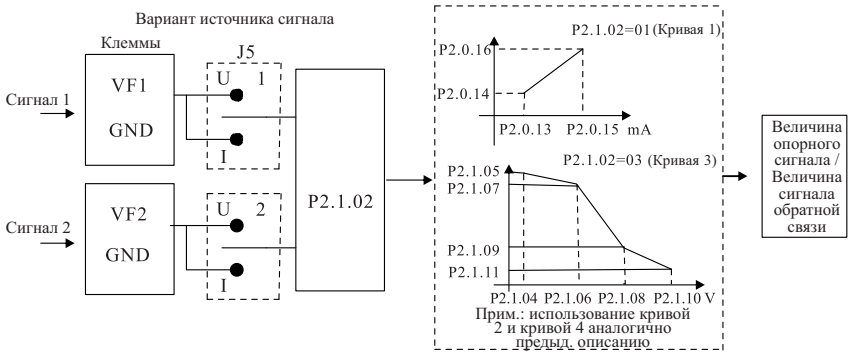 Вариант источника сигнала
Клеммы
J5
Сигнал 1
VF1
GND
U 1
I
Сигнал 2
VF2
GND
U 2
I
P2.1.02
P2.1.02=01 (Кривая 1)
P2.0.16
P2.0.14
P2.0.13 P2.0.15 mA
P2.1.02=03 (Кривая 3)
P2.1.05
P2.1.07
P2.1.09
P2.1.11
P2.1.04 P2.1.06 P2.1.08 P2.1.10 V
Прим.: использование кривой
2 и кривой 4 аналогично
предыд. описанию
Величина
опорного
сигнала /
Величина
сигнала
обратной
связи